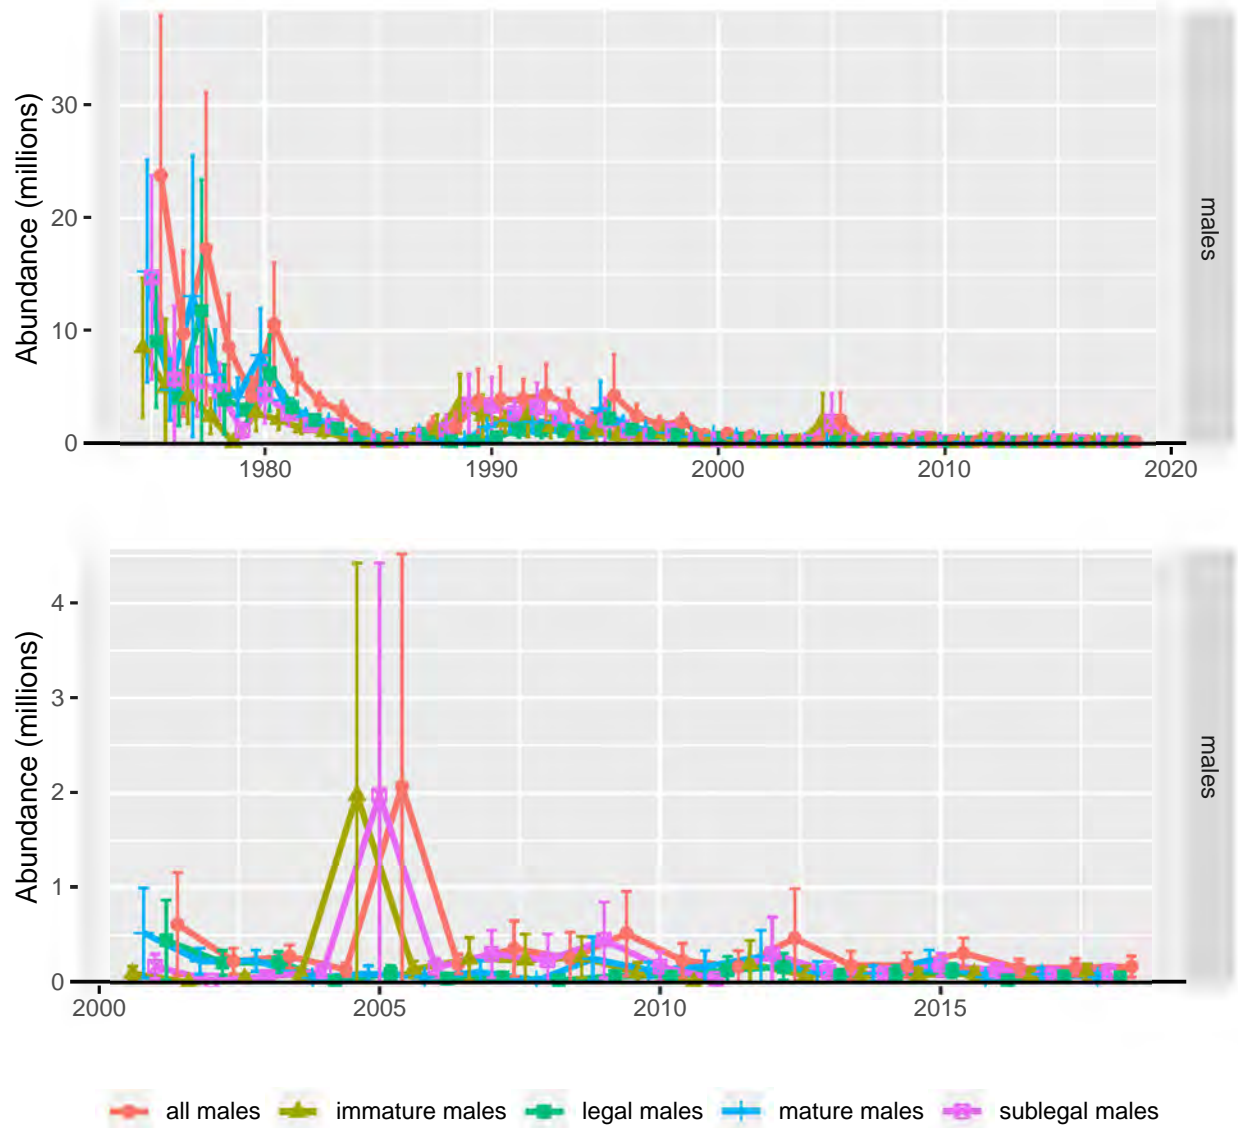 Abundance (millions)
30
20
10
0
1980 1990 2000 2010 2020
males
Abundance (millions)
4
3
2
1
0
2000 2005 2010 2015
males
all males immature males legal males mature males sublegal males